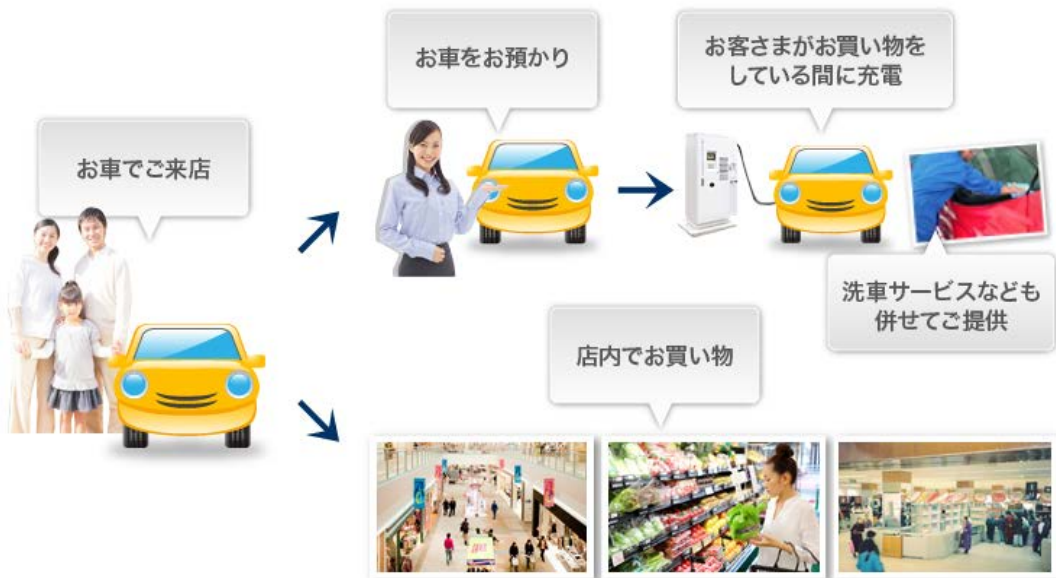 お車でご来店
お車をお預かり
お客さまがお買い物を
している間に充電
洗車サービスなども
併せてご提供
店内でお買い物